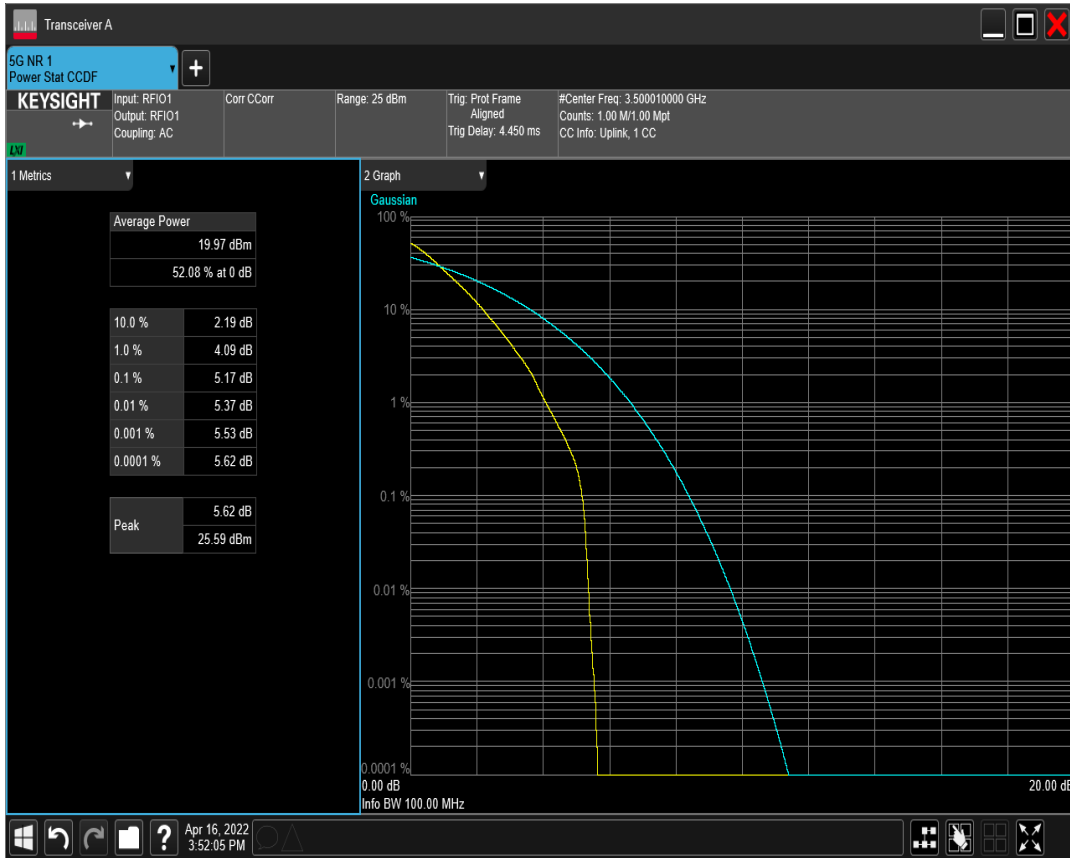 Transceiver A
5G NR 1
Power Stat CCDF
KEYSIGHT
LXI
Input: RFIO1
Output: RFIO1
Coupling: AC
Corr CCorr
Range: 25 dBm
Trig: Prot Frame
Aligned
Trig Delay: 4.450 ms
#Center Freq: 3.500010000 GHz
Counts: 1.00 M/1.00 Mpt
CC Info: Uplink, 1 CC
1 Metrics
Average Power
19.97 dBm
52.08 % at 0 dB
10.0 % 2.19 dB
1.0 % 4.09 dB
0.1 % 5.17 dB
0.01 % 5.37 dB
0.001 % 5.53 dB
0.0001 % 5.62 dB
Peak
5.62 dB
25.59 dBm
2 Graph
Gaussian
100 %
10 %
1 %
0.1 %
0.01 %
0.001 %
0.0001 %
0.00 dB
20.00 dB
Info BW 100.00 MHz
?
Apr 16, 2022
3:52:05 PM